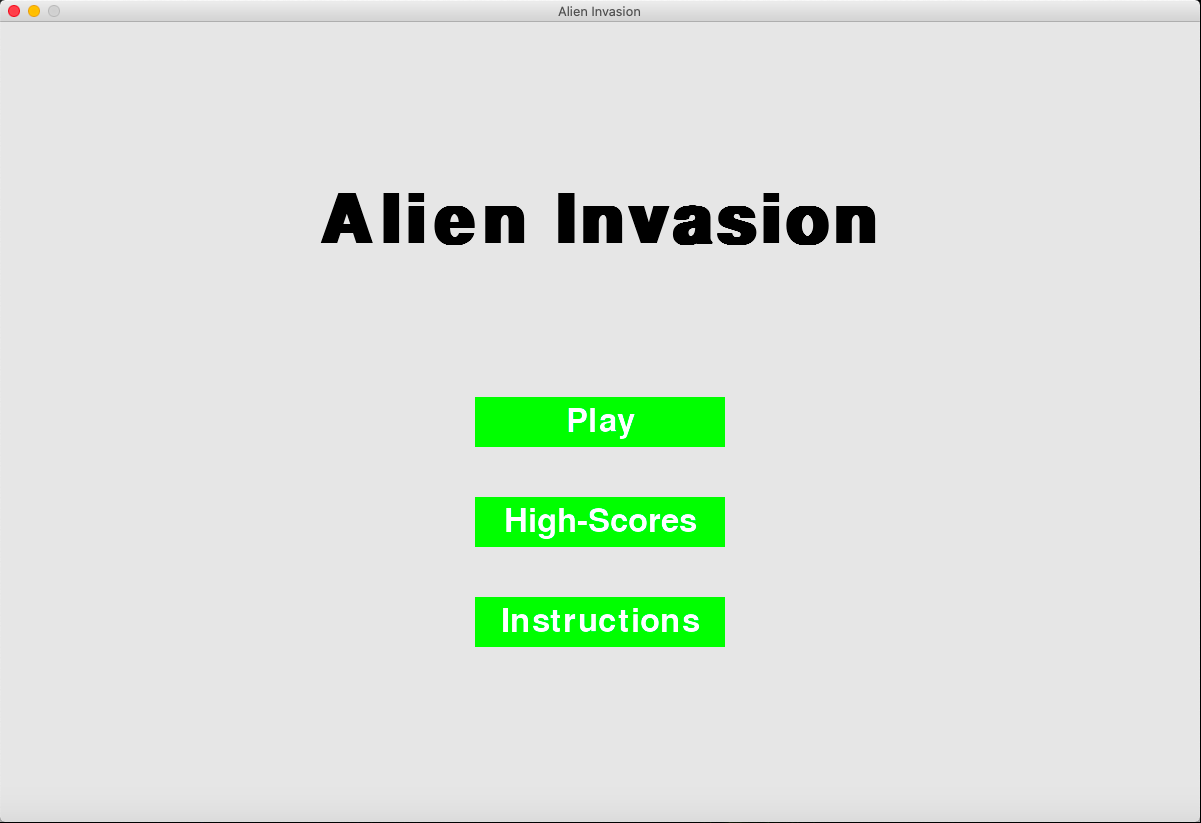 Alien Invasion
Alien Invasion
Play
High-Scores
Instructions